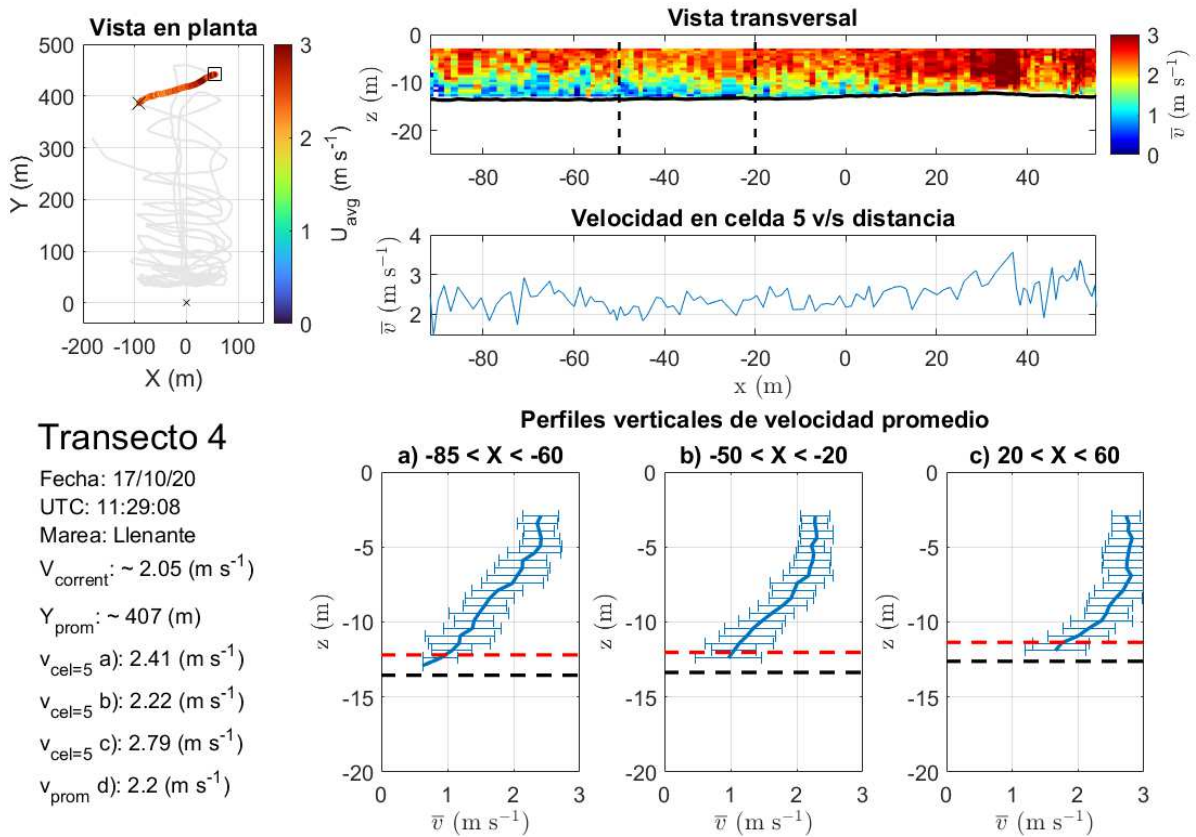 Vista en planta
500
400
300
200
100
0
Y (m)
-200 -100 0 100
X (m)
3
2
1
0
U_avg (m s^-1)
Vista transversal
0
-10
-20
z (m)
-80 -60 -40 -20 0 20 40
3
2
1
0
v̅ (m s^-1)
Velocidad en celda 5 v/s distancia
4
3
2
v̅ (m s^-1)
-80 -60 -40 -20 0 20 40
x (m)
Transecto 4
Fecha: 17/10/20
UTC: 11:29:08
Marea: Llenante
V_current: ~ 2.05 (m s^-1)
Y_prom: ~ 407 (m)
v_cel=5 a): 2.41 (m s^-1)
v_cel=5 b): 2.22 (m s^-1)
v_cel=5 c): 2.79 (m s^-1)
v_prom d): 2.2 (m s^-1)
Perfiles verticales de velocidad promedio
a) -85 < X < -60
0
-5
-10
-15
-20
z (m)
0 1 2 3
v̅ (m s^-1)
b) -50 < X < -20
0
-5
-10
-15
-20
z (m)
0 1 2 3
v̅ (m s^-1)
c) 20 < X < 60
0
-5
-10
-15
-20
z (m)
0 1 2 3
v̅ (m s^-1)